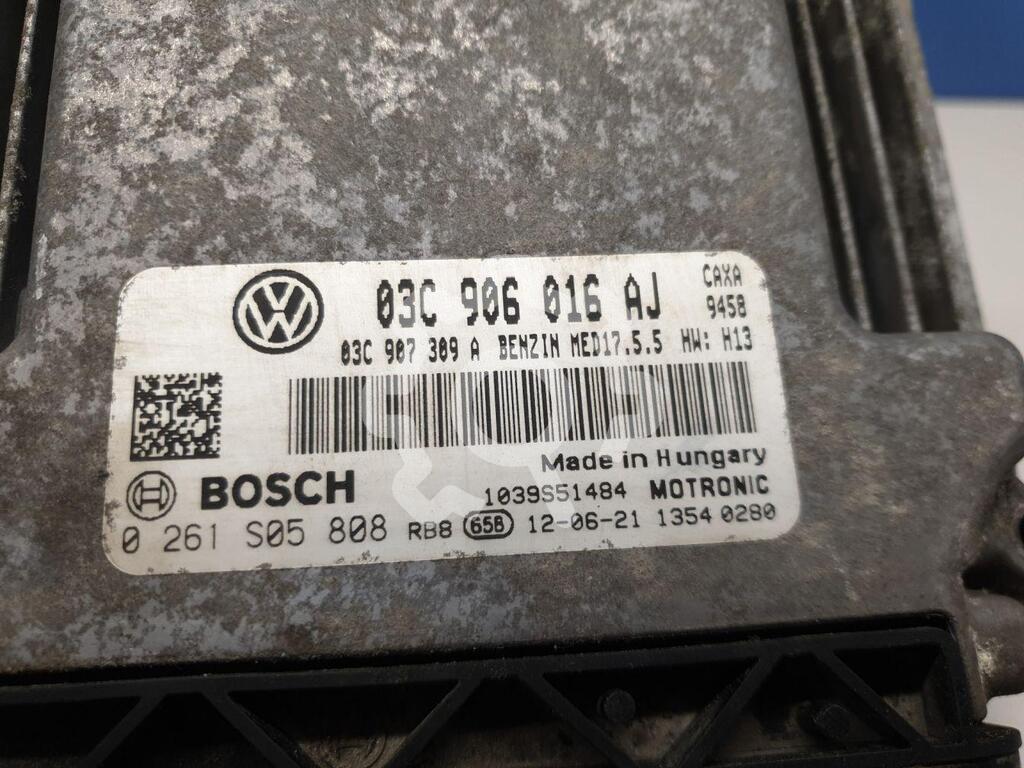 03C 906 016 AJ CAXA
9458
03C 907 309 A BENZIN MED17.5.5 HW: H13
Made in Hungary
BOSCH 1039S51484 MOTRONIC
0 261 S05 808 RB8 65B 12-06-21 1354 0280